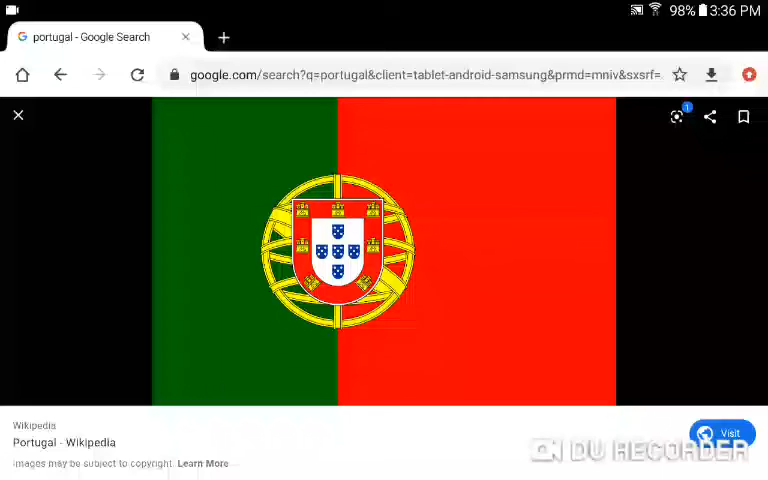 98% 3:36 PM
portugal - Google Search
google.com/search?q=portugal&client=tablet-android-samsung&prmd=mniv&sxsrf=
1
Wikipedia
Portugal - Wikipedia
Visit
Images may be subject to copyright. Learn More
DU RECORDER